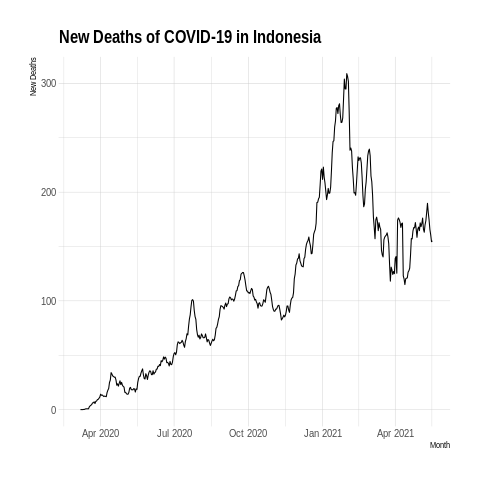 New Deaths of COVID-19 in Indonesia
New Deaths
300
200
100
0
Apr 2020 Jul 2020 Oct 2020 Jan 2021 Apr 2021
Month